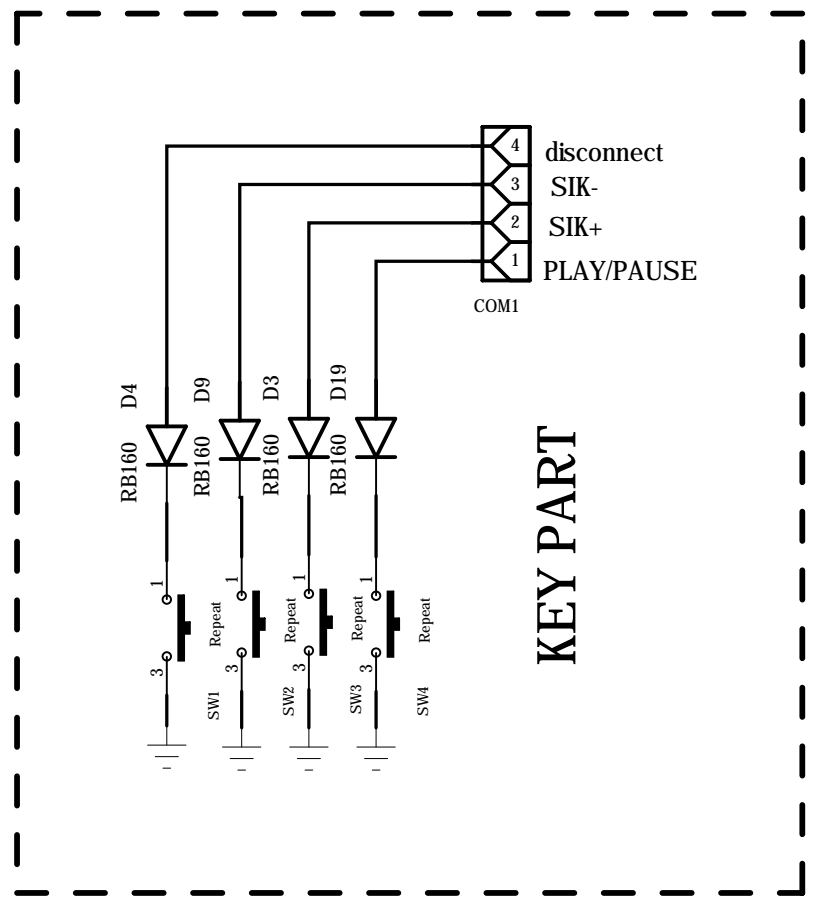 4
disconnect
3
SIK-
2
SIK+
1
PLAY/PAUSE
COM1
D4
D9
D3
D19
RB160
RB160
RB160
RB160
KEY PART
1
1
1
1
Repeat
Repeat
Repeat
Repeat
3
3
3
3
SW1
SW2
SW3
SW4